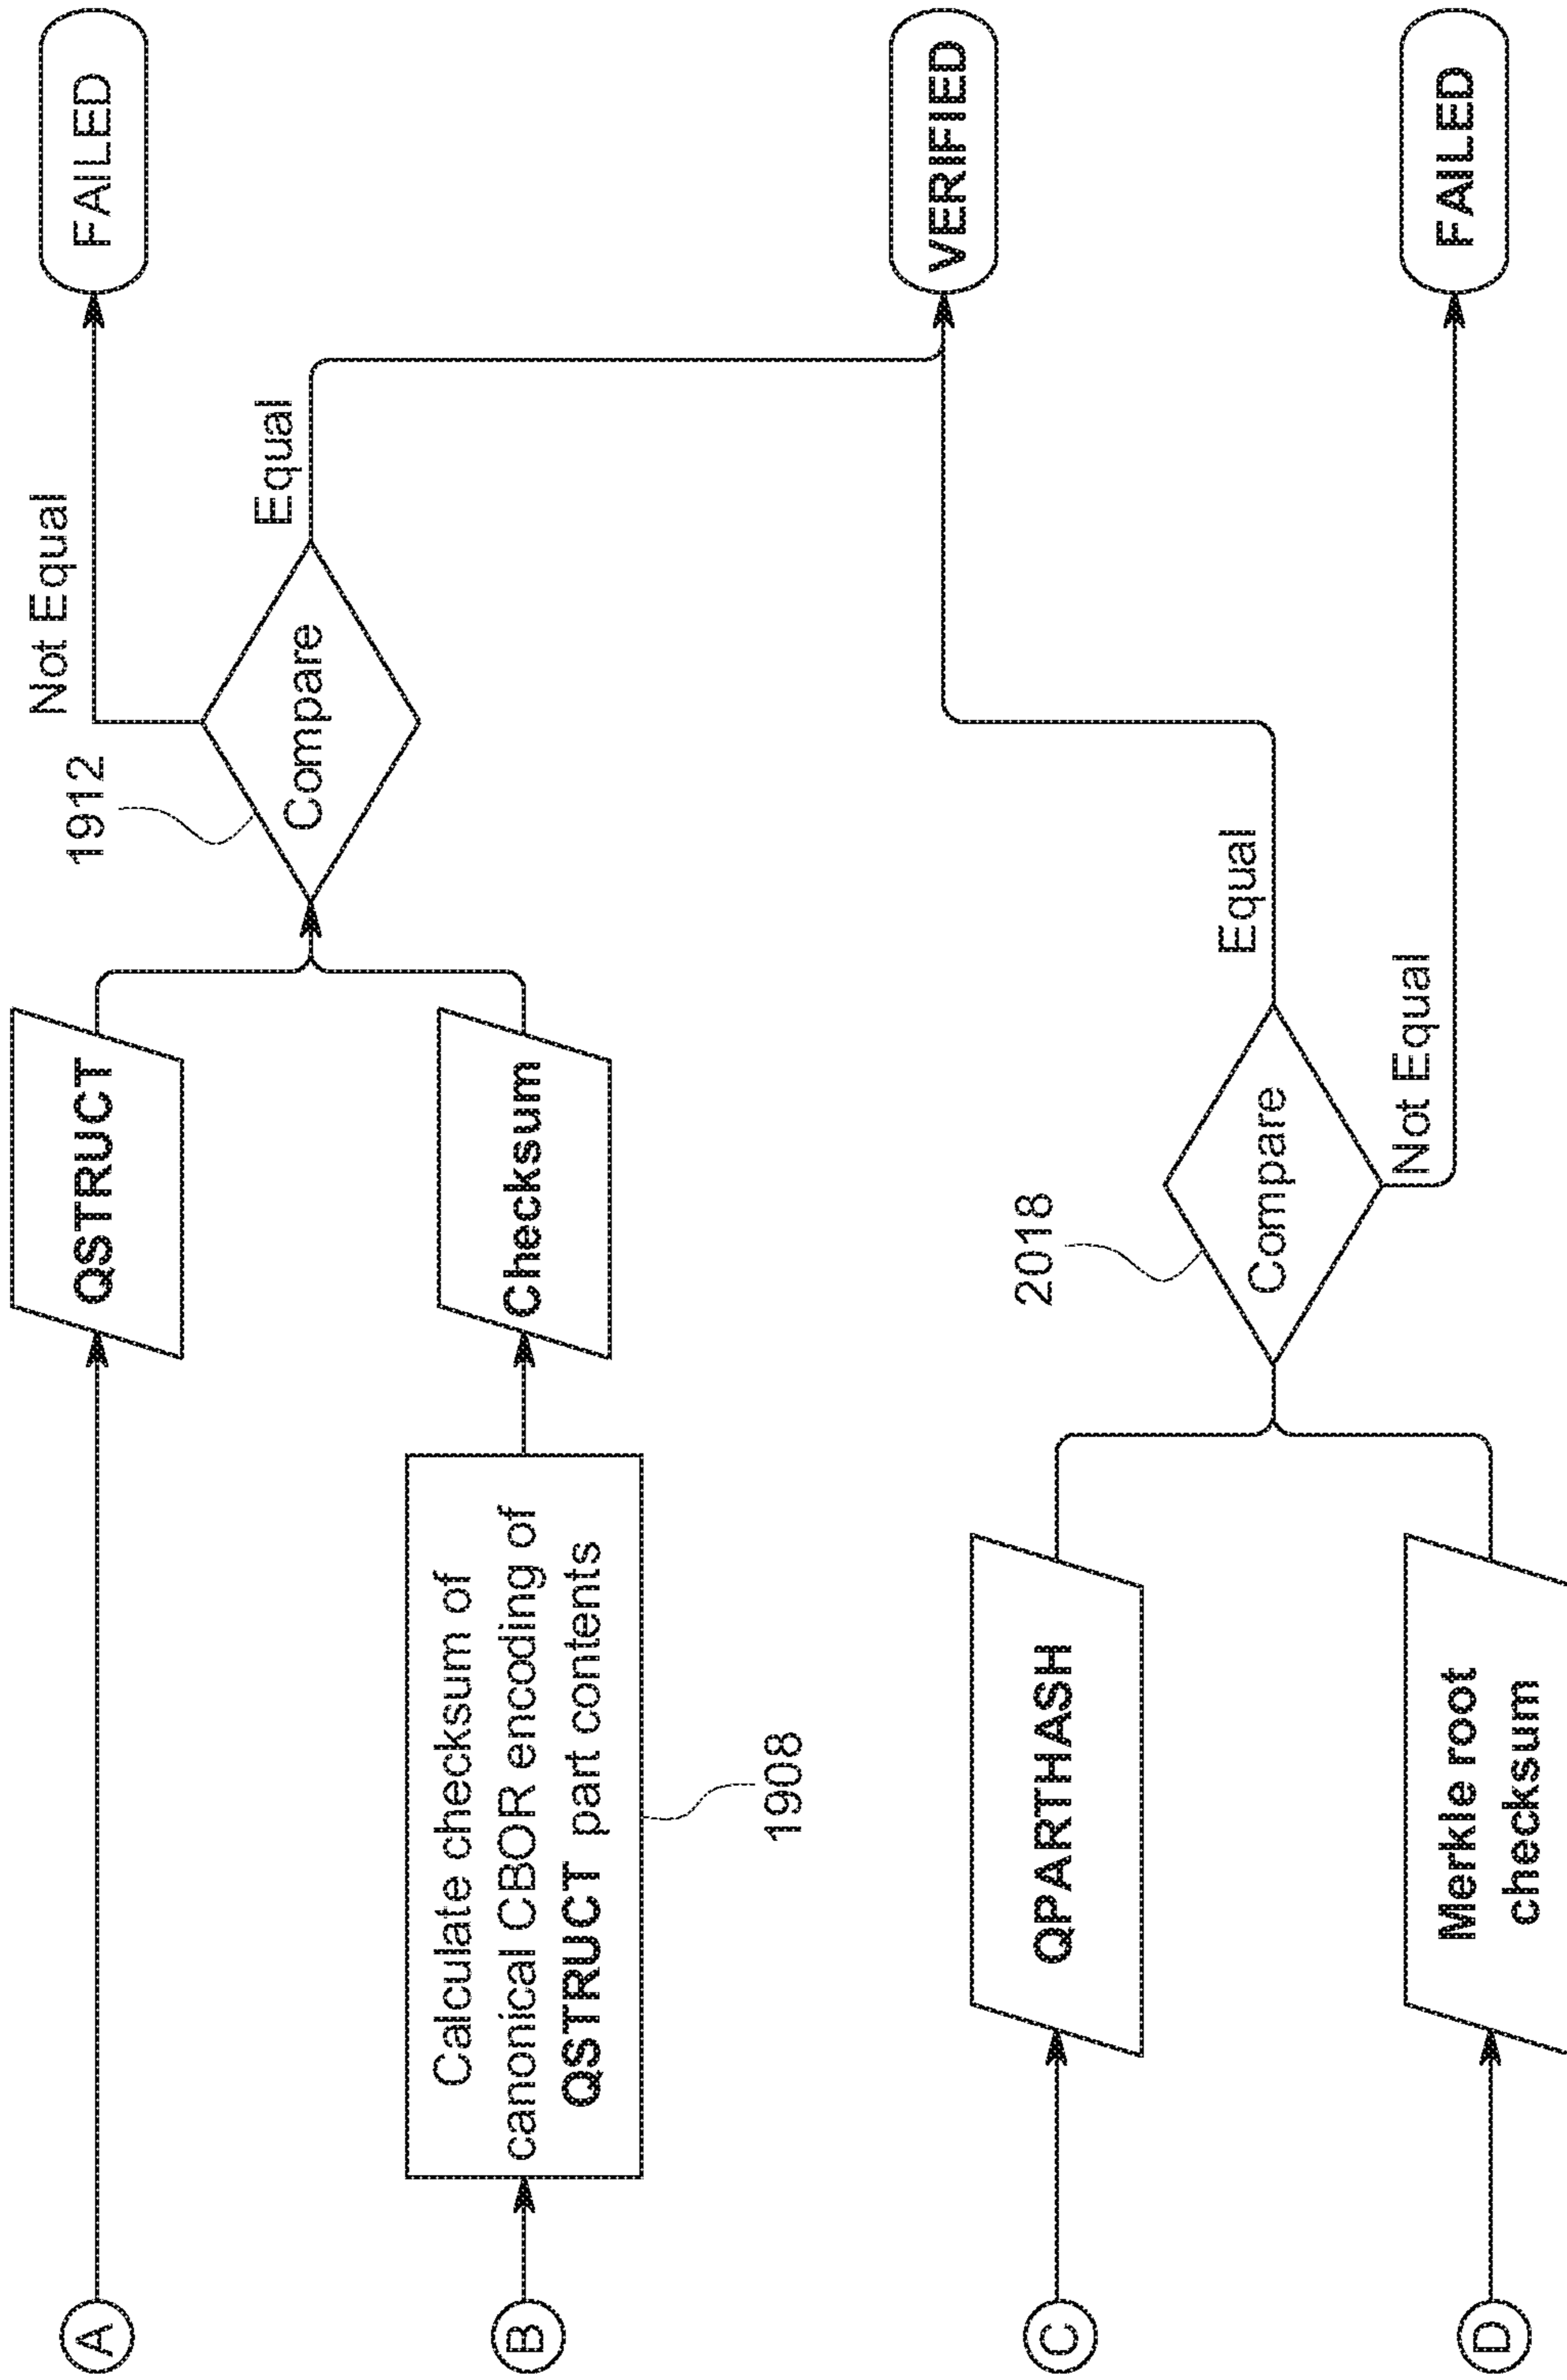 A
QSTRUCT
1912
Compare
Not Equal
FAILED
B
Calculate checksum of
canonical CBOR encoding of
QSTRUCT part contents
1908
Checksum
Equal
VERIFIED
C
QPARTHASH
2018
Compare
Equal
D
Merkle root
checksum
Not Equal
FAILED